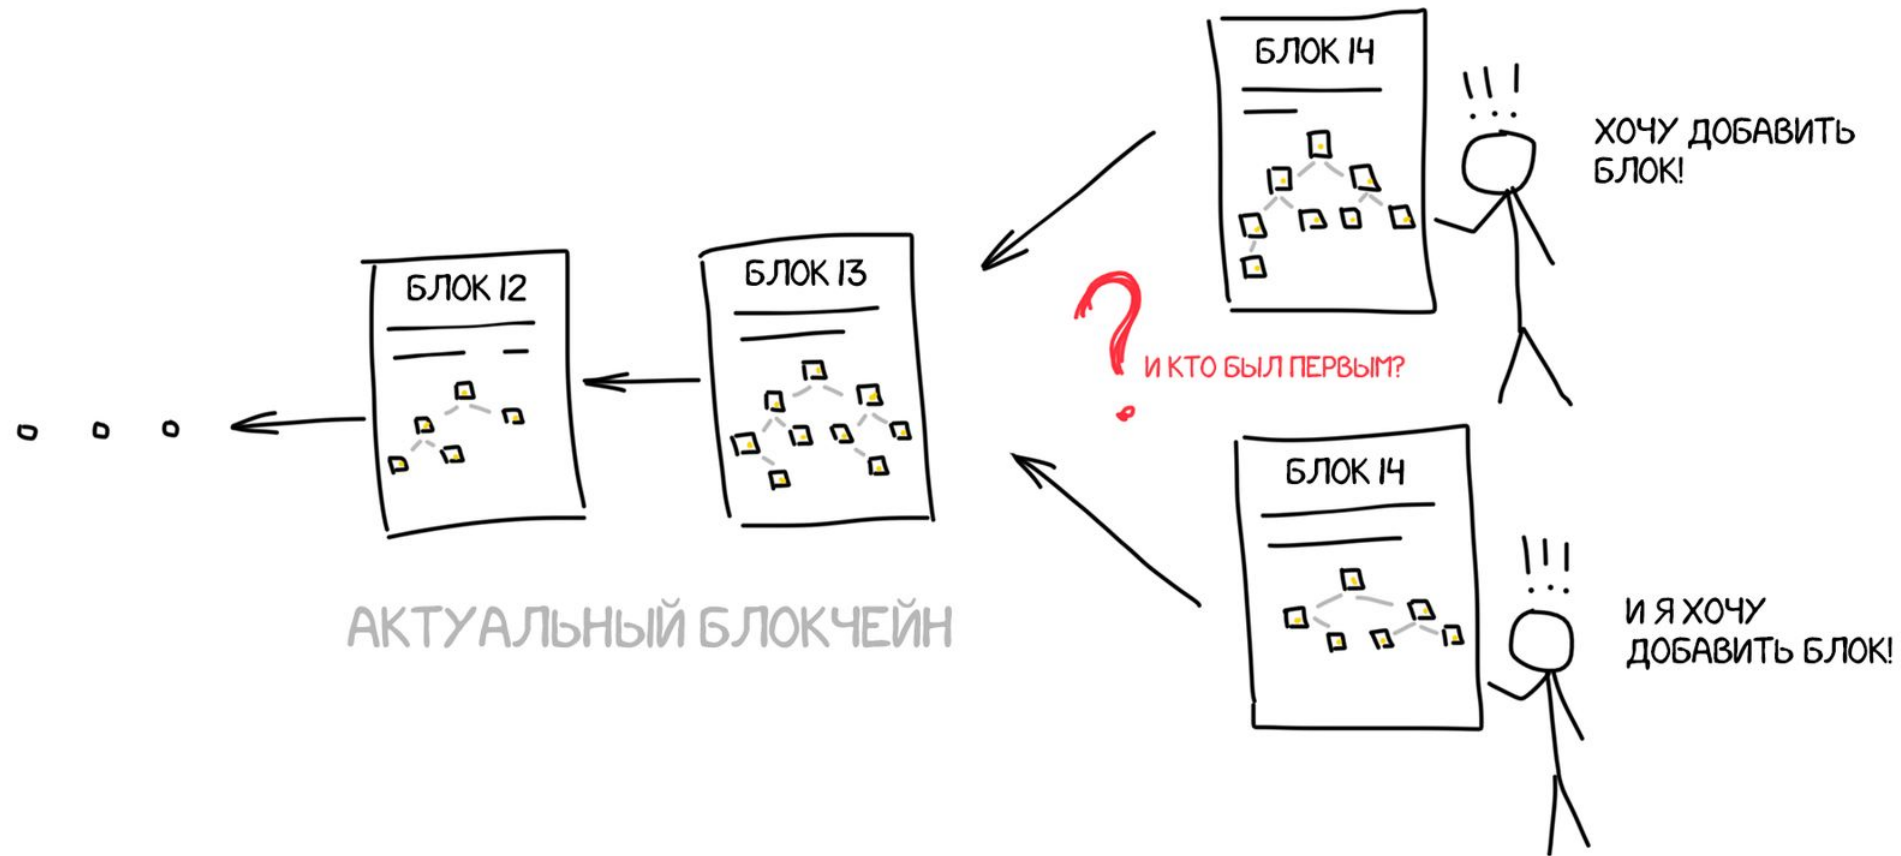 БЛОК 14
ХОЧУ ДОБАВИТЬ
БЛОК!
БЛОК 12
БЛОК 13
И КТО БЫЛ ПЕРВЫМ?
БЛОК 14
АКТУАЛЬНЫЙ БЛОКЧЕЙН
И Я ХОЧУ
ДОБАВИТЬ БЛОК!